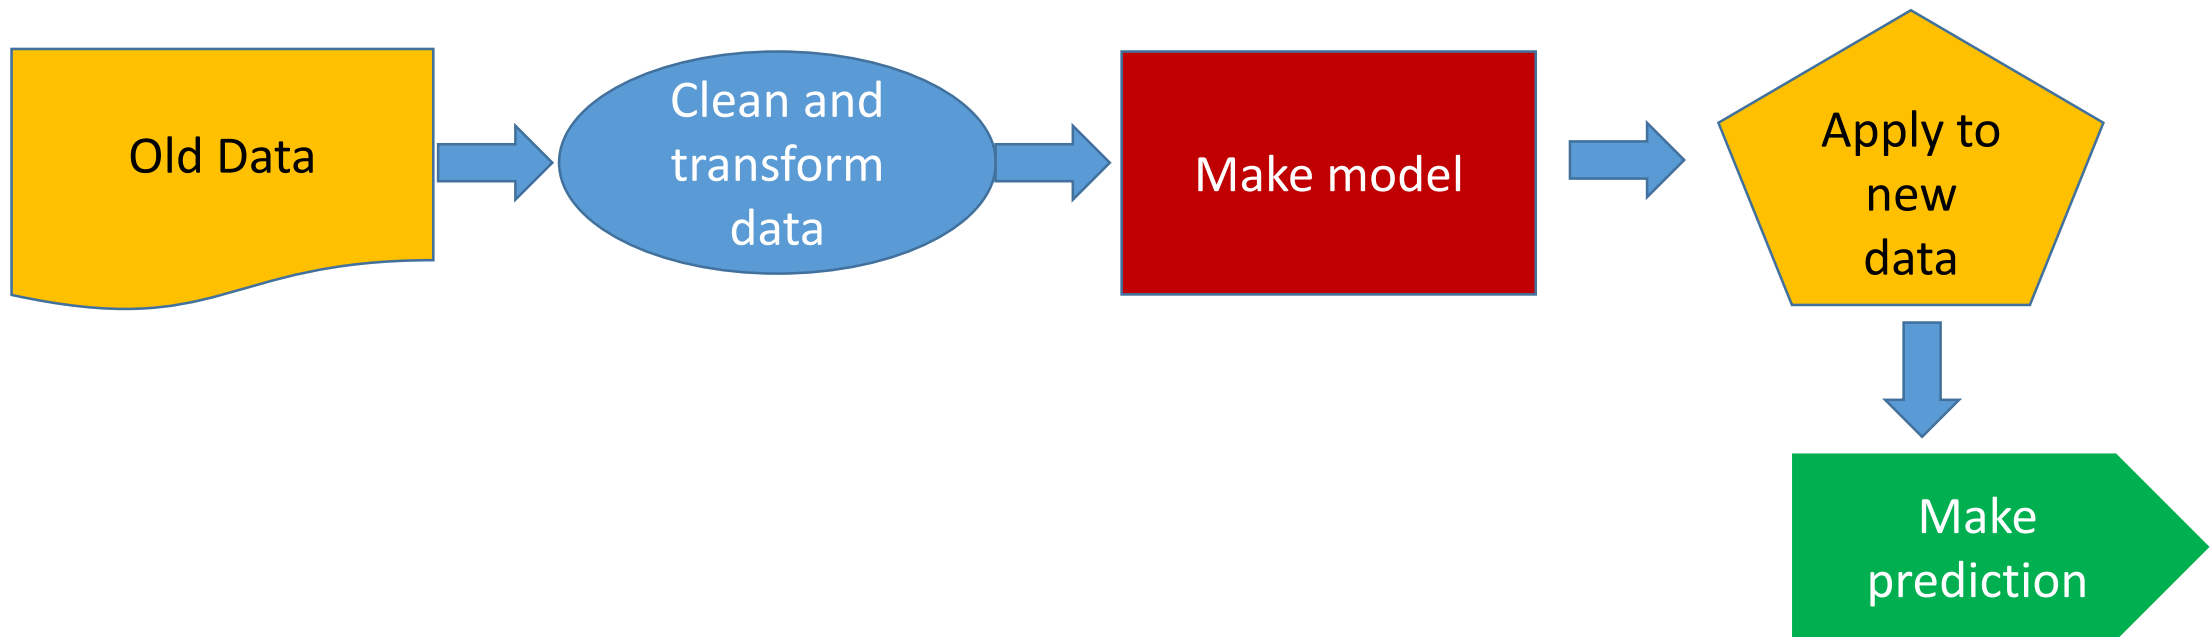 Old Data
Clean and
transform
data
Make model
Apply to
new
data
Make
prediction